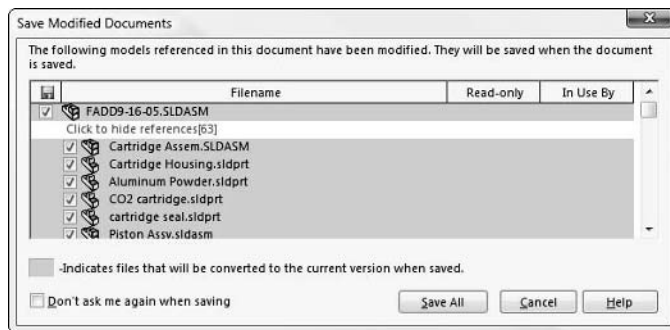 Save Modified Documents
The following models referenced in this document have been modified. They will be saved when the document
is saved.
Filename Read-only In Use By
FADD9-16-05.SLDASM
Click to hide references[63]
Cartridge Assem.SLDASM
Cartridge Housing.sldprt
Aluminum Powder.sldprt
CO2 cartridge.sldprt
cartridge seal.sldprt
Piston Assy.sldasm
-Indicates files that will be converted to the current version when saved.
Don't ask me again when saving
Save All Cancel Help